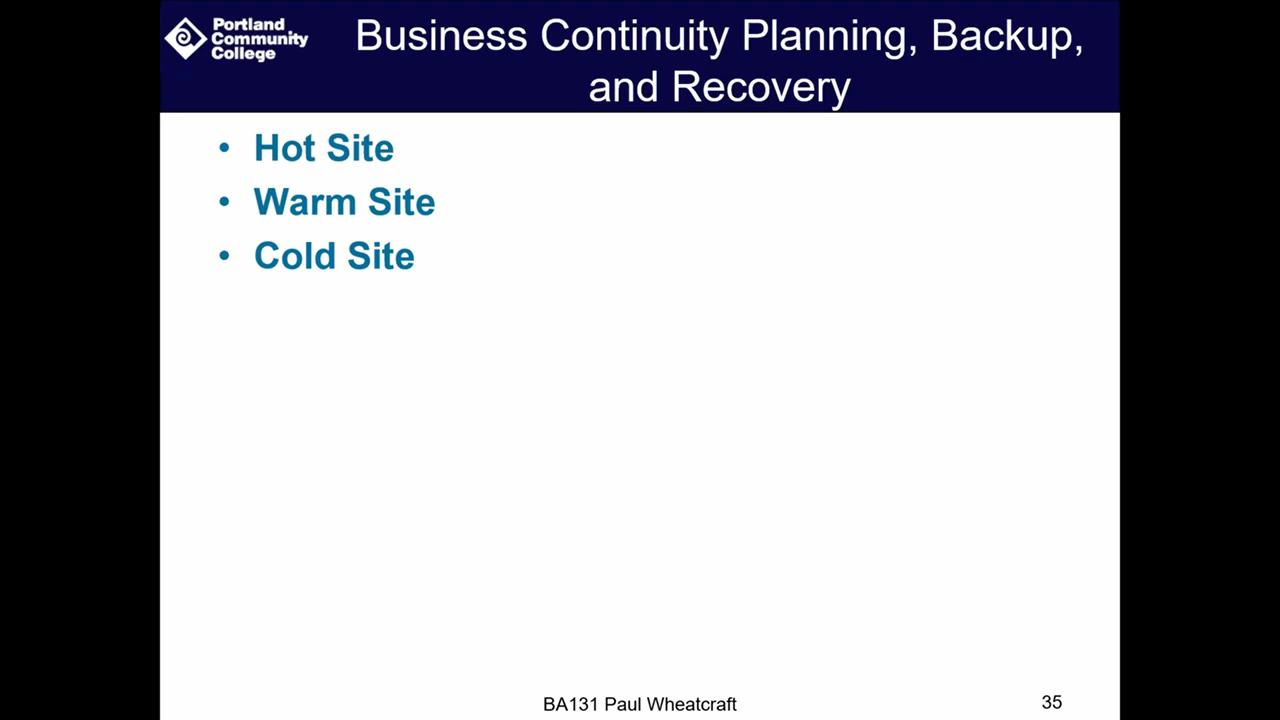 Portland
Community
College
Business Continuity Planning, Backup,
and Recovery
• Hot Site
• Warm Site
• Cold Site
BA131 Paul Wheatcraft
35